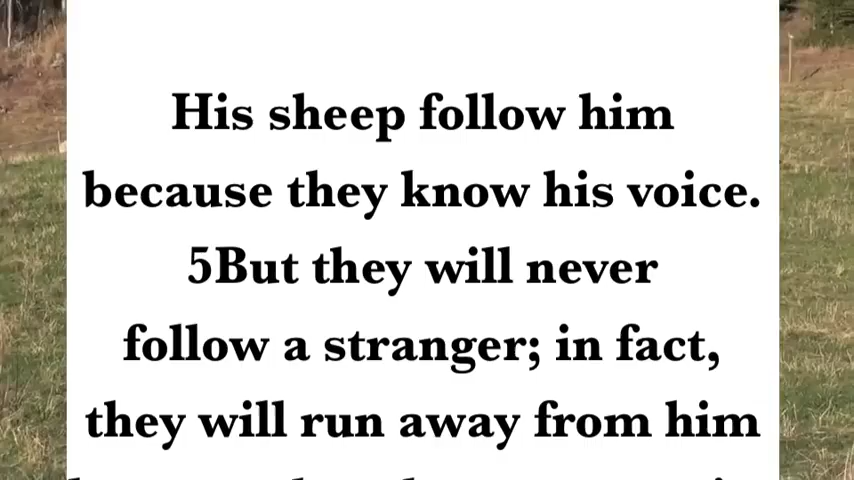 His sheep follow him
because they know his voice.
5But they will never
follow a stranger; in fact,
they will run away from him